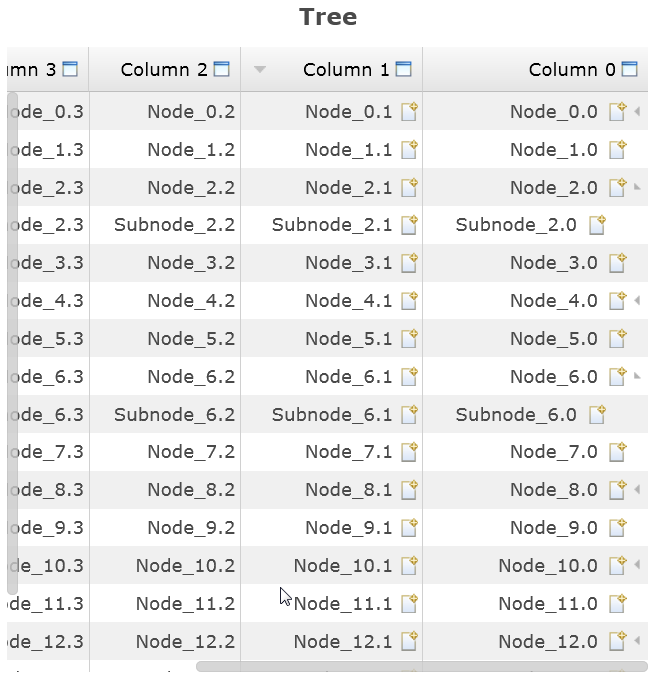 Tree
umn 3 Column 2 Column 1 Column 0
ode_0.3 Node_0.2 Node_0.1 Node_0.0
ode_1.3 Node_1.2 Node_1.1 Node_1.0
ode_2.3 Node_2.2 Node_2.1 Node_2.0
ode_2.3 Subnode_2.2 Subnode_2.1 Subnode_2.0
ode_3.3 Node_3.2 Node_3.1 Node_3.0
ode_4.3 Node_4.2 Node_4.1 Node_4.0
ode_5.3 Node_5.2 Node_5.1 Node_5.0
ode_6.3 Node_6.2 Node_6.1 Node_6.0
ode_6.3 Subnode_6.2 Subnode_6.1 Subnode_6.0
ode_7.3 Node_7.2 Node_7.1 Node_7.0
ode_8.3 Node_8.2 Node_8.1 Node_8.0
ode_9.3 Node_9.2 Node_9.1 Node_9.0
de_10.3 Node_10.2 Node_10.1 Node_10.0
de_11.3 Node_11.2 Node_11.1 Node_11.0
de_12.3 Node_12.2 Node_12.1 Node_12.0